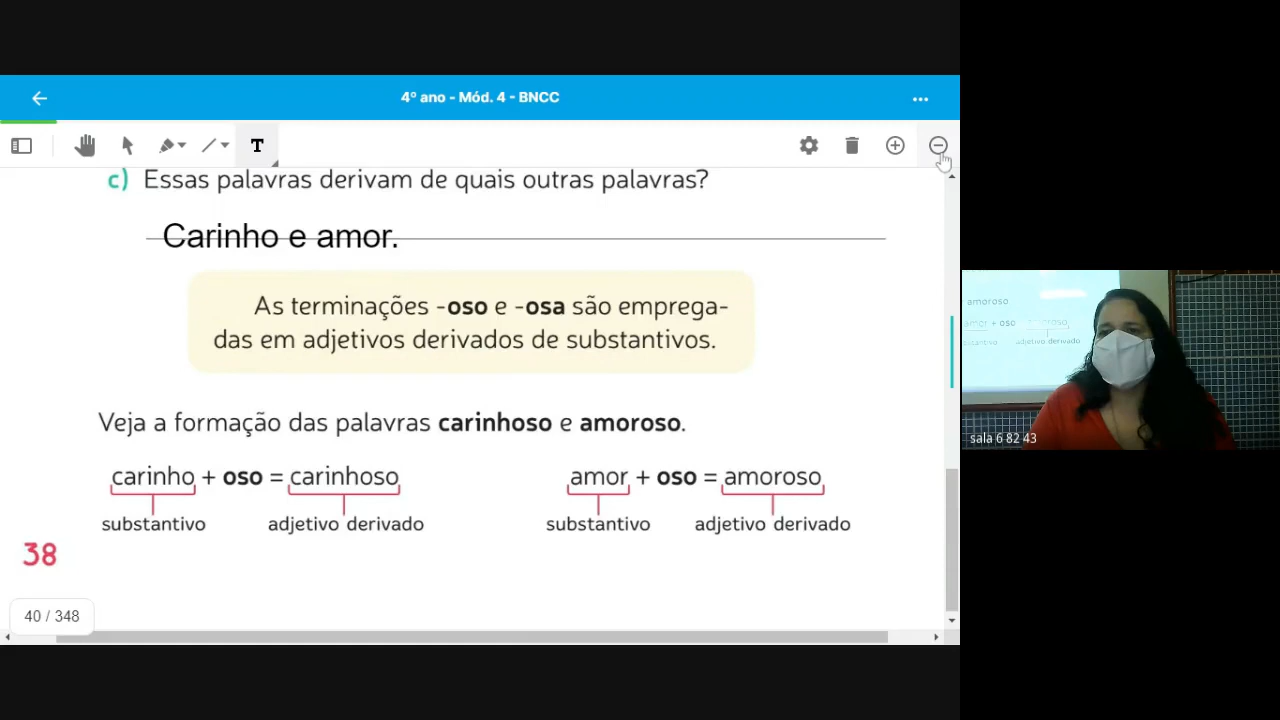 4º ano - Mód. 4 - BNCC
T
c) Essas palavras derivam de quais outras palavras?
Carinho e amor.
As terminações -oso e -osa são emprega-
das em adjetivos derivados de substantivos.
Veja a formação das palavras carinhoso e amoroso.
carinho + oso = carinhoso
substantivo adjetivo derivado
amor + oso = amoroso
substantivo adjetivo derivado
38
40 / 348
amoroso
amor + oso amoroso
substantivo adjetivo derivado
sala 6 82 43